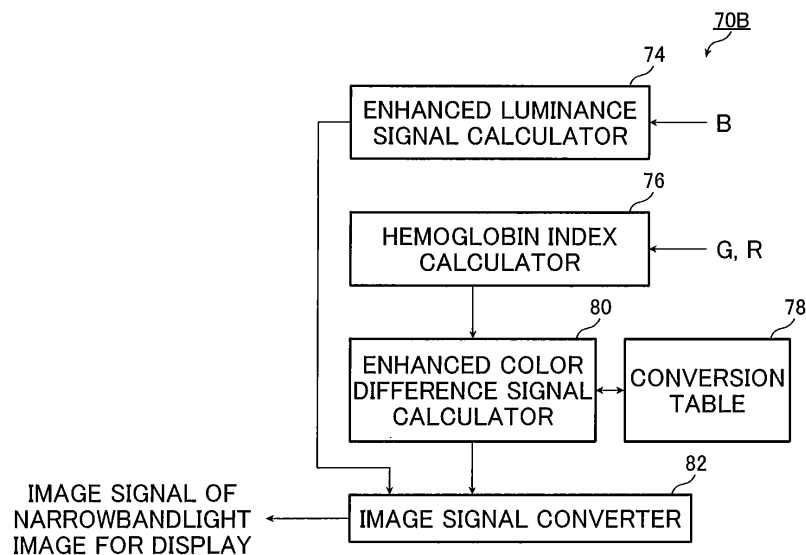 70B
74
ENHANCED LUMINANCE
SIGNAL CALCULATOR
B
76
HEMOGLOBIN INDEX
CALCULATOR
G, R
80
ENHANCED COLOR
DIFFERENCE SIGNAL
CALCULATOR
78
CONVERSION
TABLE
82
IMAGE SIGNAL CONVERTER
IMAGE SIGNAL OF
NARROWBANDLIGHT
IMAGE FOR DISPLAY